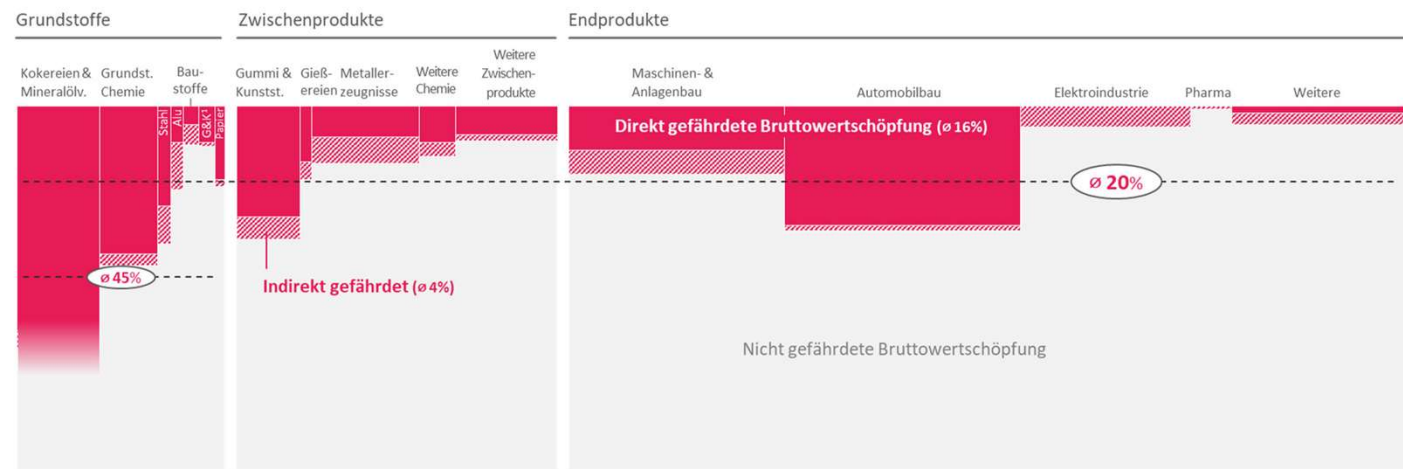 Grundstoffe
Zwischenprodukte
Endprodukte
Kokereien &
Mineralölv.
Grundst.
Chemie
Stahl
Alu
Bau-
stoffe
G&K¹
Papier
Gummi &
Kunstst.
Gieß-
ereien
Metaller-
zeugnisse
Weitere
Chemie
Weitere
Zwischen-
produkte
Maschinen- &
Anlagenbau
Automobilbau
Elektroindustrie
Pharma
Weitere
Direkt gefährdete Bruttowertschöpfung (ø 16%)
ø 20%
ø 45%
Indirekt gefährdet (ø 4%)
Nicht gefährdete Bruttowertschöpfung